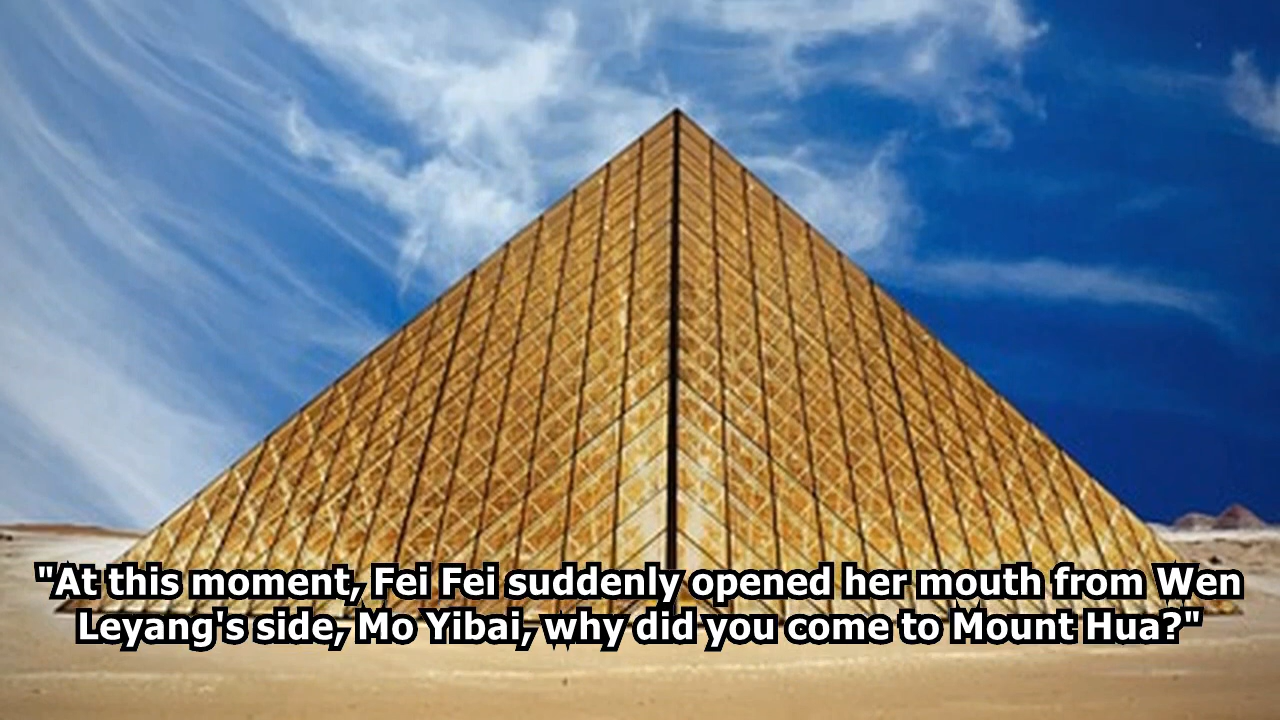 "At this moment, Fei Fei suddenly opened her mouth from Wen
Leyang's side, Mo Yibai, why did you come to Mount Hua?"